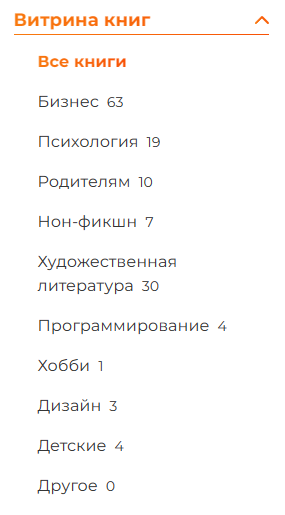 Витрина книг
Все книги
Бизнес 63
Психология 19
Родителям 10
Нон-фикшн 7
Художественная
литература 30
Программирование 4
Хобби 1
Дизайн 3
Детские 4
Другое 0